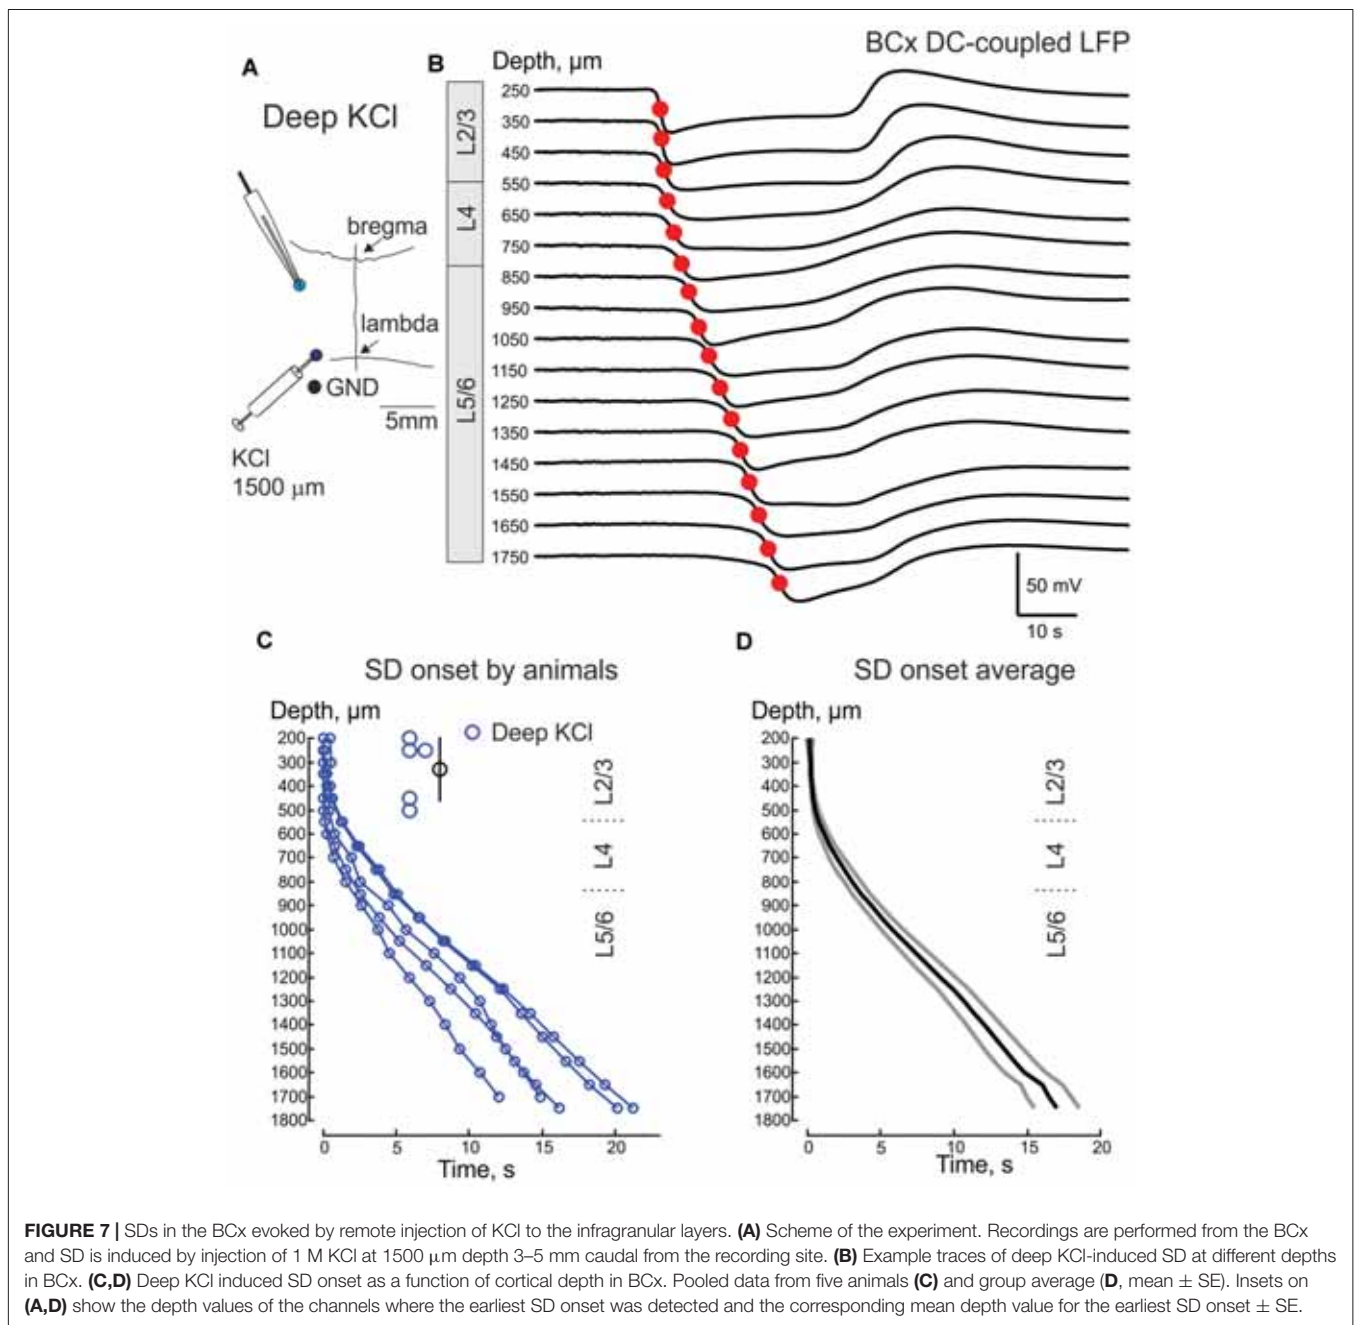 A
Deep KCl
bregma
lambda
GND
5mm
KCl
1500 µm
B
Depth, µm
BCx DC-coupled LFP
L2/3
L4
L5/6
250
350
450
550
650
750
850
950
1050
1150
1250
1350
1450
1550
1650
1750
50 mV
10 s
C
SD onset by animals
Depth, µm
Deep KCl
200
300
400
500
600
700
800
900
1000
1100
1200
1300
1400
1500
1600
1700
1800
L2/3
L4
L5/6
0 5 10 15 20
Time, s
D
SD onset average
Depth, µm
200
300
400
500
600
700
800
900
1000
1100
1200
1300
1400
1500
1600
1700
1800
L2/3
L4
L5/6
0 5 10 15 20
Time, s
FIGURE 7 | SDs in the BCx evoked by remote injection of KCl to the infragranular layers. (A) Scheme of the experiment. Recordings are performed from the BCx
and SD is induced by injection of 1 M KCl at 1500 µm depth 3–5 mm caudal from the recording site. (B) Example traces of deep KCl-induced SD at different depths
in BCx. (C,D) Deep KCl induced SD onset as a function of cortical depth in BCx. Pooled data from five animals (C) and group average (D, mean ± SE). Insets on
(A,D) show the depth values of the channels where the earliest SD onset was detected and the corresponding mean depth value for the earliest SD onset ± SE.